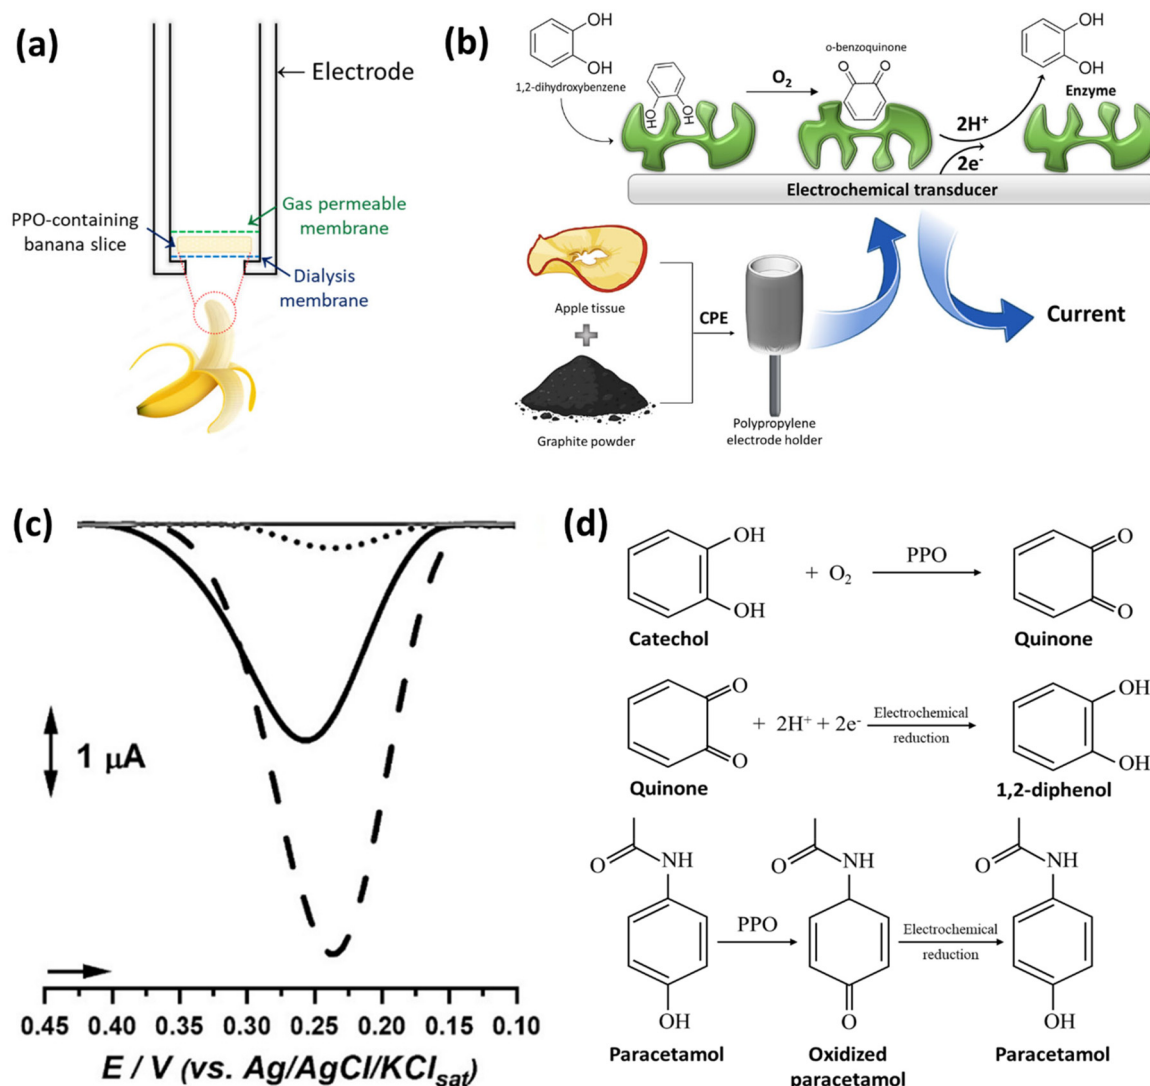 (a)
Electrode
Gas permeable
membrane
PPO-containing
banana slice
Dialysis
membrane
(b)
OH
OH
1,2-dihydroxybenzene
HO
HO
O₂
o-benzoquinone
O
O
OH
OH
Enzyme
2H⁺
2e⁻
Electrochemical transducer
Apple tissue
CPE
Graphite powder
Polypropylene
electrode holder
Current
(c)
1 μA
0.45 0.40 0.35 0.30 0.25 0.20 0.15 0.10
E / V (vs. Ag/AgCl/KCl_sat)
(d)
OH
OH
Catechol
+ O₂
PPO
O
O
Quinone
O
O
Quinone
+ 2H⁺ + 2e⁻
Electrochemical
reduction
OH
OH
1,2-diphenol
O
NH
OH
Paracetamol
PPO
O
NH
O
Oxidized
paracetamol
Electrochemical
reduction
O
NH
OH
Paracetamol